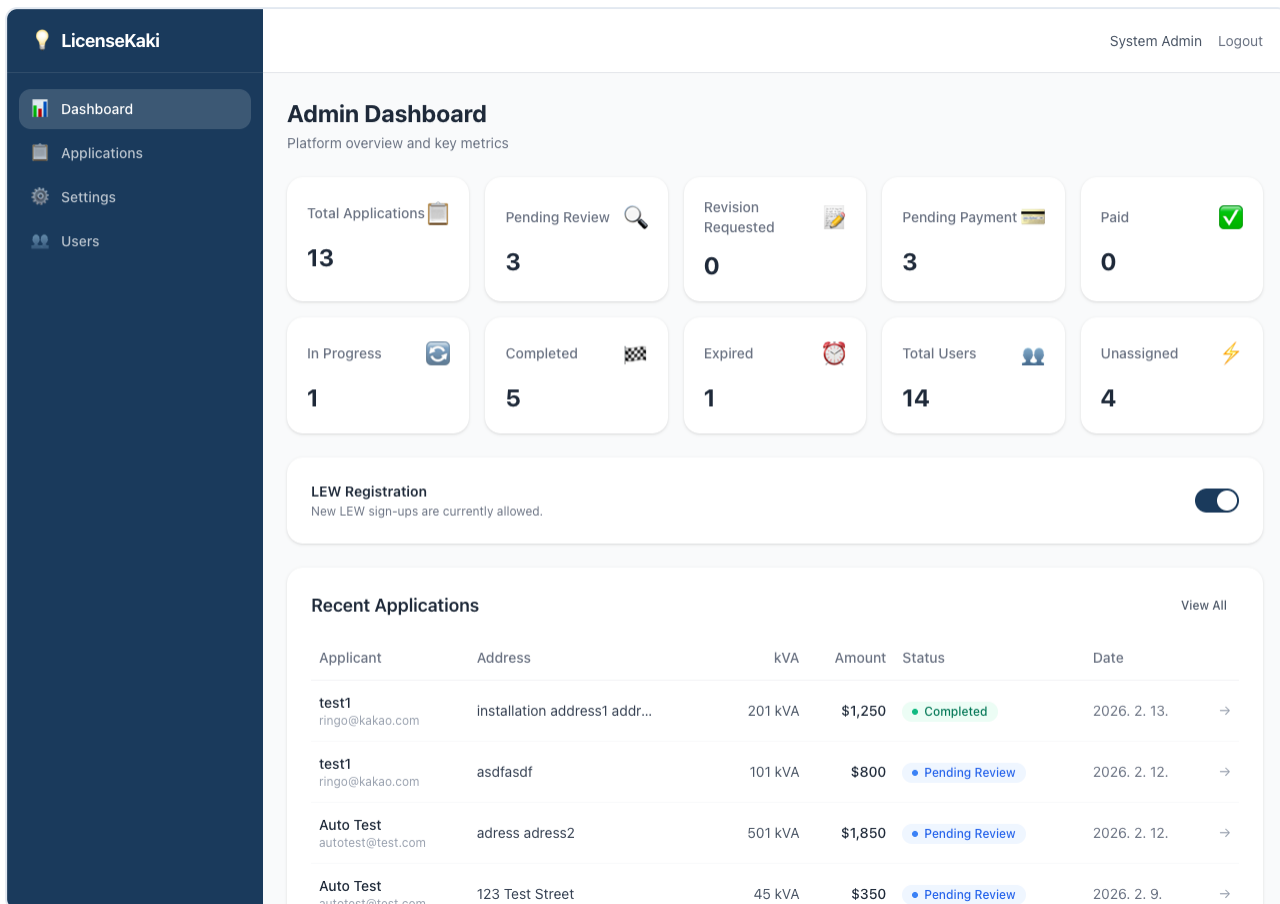 LicenseKaki
System Admin Logout
Dashboard
Applications
Settings
Users
Admin Dashboard
Platform overview and key metrics
Total Applications
13
Pending Review
3
Revision
Requested
0
Pending Payment
3
Paid
0
In Progress
1
Completed
5
Expired
1
Total Users
14
Unassigned
4
LEW Registration
New LEW sign-ups are currently allowed.
Recent Applications
View All
Applicant Address kVA Amount Status Date
test1
ringo@kakao.com
installation address1 addr... 201 kVA $1,250 Completed 2026. 2. 13. →
test1
ringo@kakao.com
asdfasdf 101 kVA $800 Pending Review 2026. 2. 12. →
Auto Test
autotest@test.com
adress adress2 501 kVA $1,850 Pending Review 2026. 2. 12. →
Auto Test
autotest@test.com
123 Test Street 45 kVA $350 Pending Review 2026. 2. 9. →